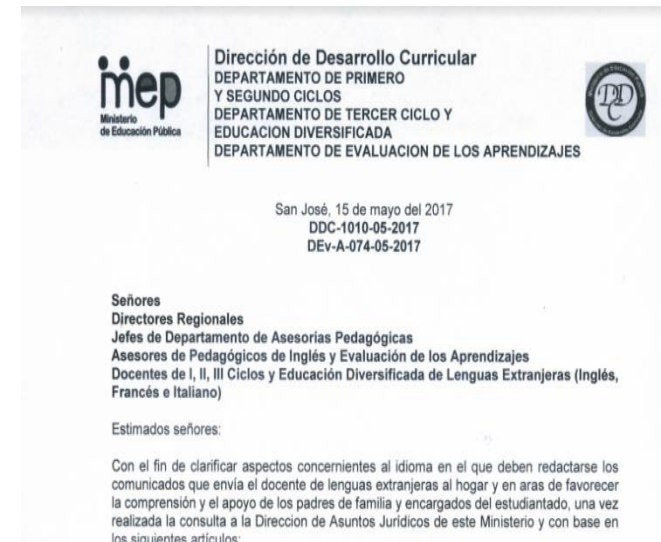 mep
Ministerio
de Educación Pública
Dirección de Desarrollo Curricular
DEPARTAMENTO DE PRIMERO
Y SEGUNDO CICLOS
DEPARTAMENTO DE TERCER CICLO Y
EDUCACION DIVERSIFICADA
DEPARTAMENTO DE EVALUACION DE LOS APRENDIZAJES
San José, 15 de mayo del 2017
DDC-1010-05-2017
DEv-A-074-05-2017
Señores
Directores Regionales
Jefes de Departamento de Asesorías Pedagógicas
Asesores de Pedagógicos de Inglés y Evaluación de los Aprendizajes
Docentes de I, II, III Ciclos y Educación Diversificada de Lenguas Extranjeras (Inglés,
Francés e Italiano)
Estimados señores:
Con el fin de clarificar aspectos concernientes al idioma en el que deben redactarse los
comunicados que envía el docente de lenguas extranjeras al hogar y en aras de favorecer
la comprensión y el apoyo de los padres de familia y encargados del estudiantado, una vez
realizada la consulta a la Direccion de Asuntos Jurídicos de este Ministerio y con base en
los siguientes artículos: